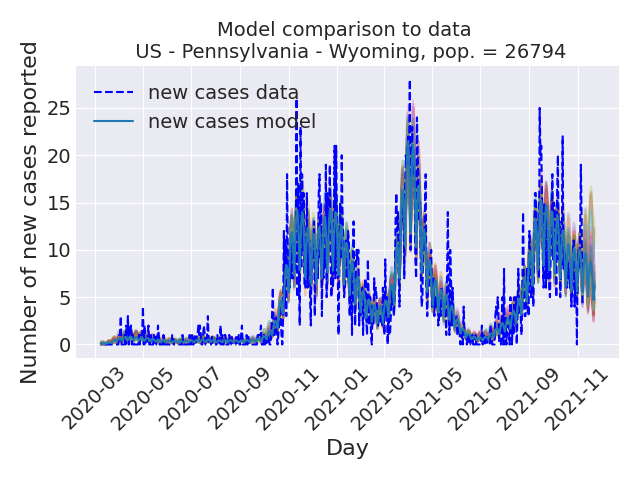 Model comparison to data
US - Pennsylvania - Wyoming, pop. = 26794
Number of new cases reported
new cases data
new cases model
25
20
15
10
5
0
2020-03
2020-05
2020-07
2020-09
2020-11
2021-01
2021-03
2021-05
2021-07
2021-09
2021-11
Day